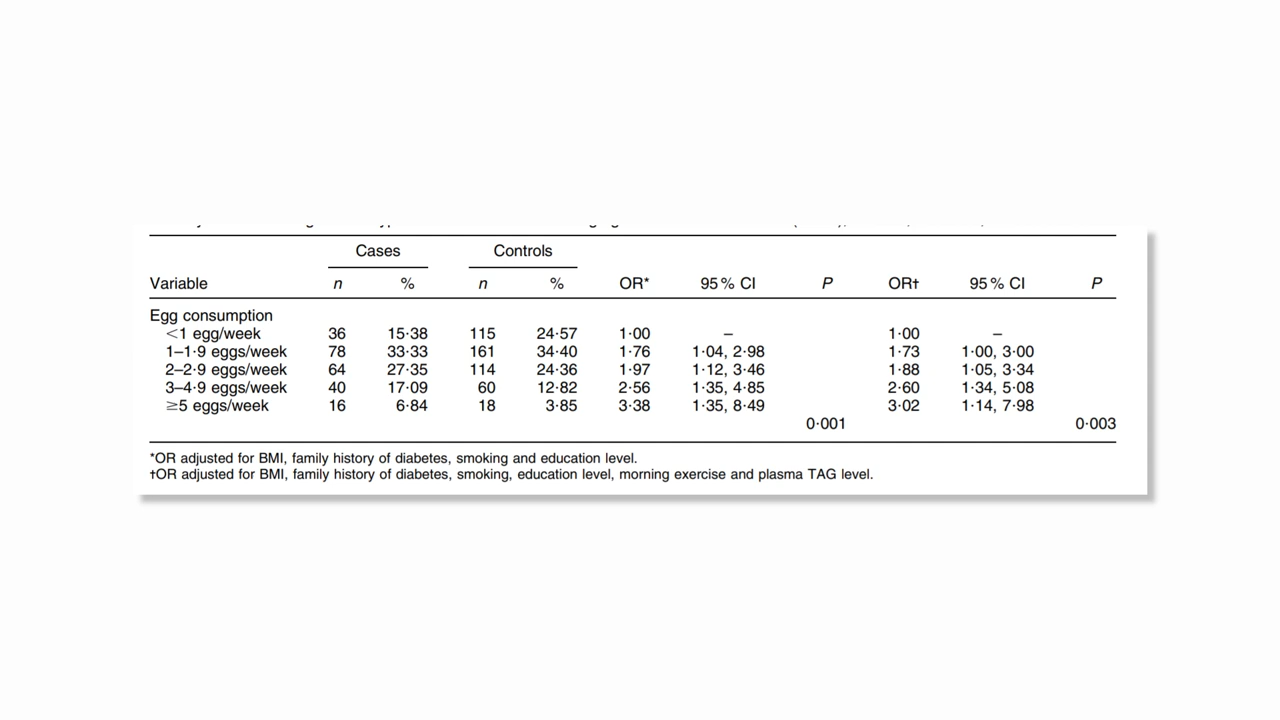 Cases Controls
Variable n % n % OR* 95 % CI P OR† 95 % CI P
Egg consumption
<1 egg/week 36 15·38 115 24·57 1·00 – 1·00 –
1–1·9 eggs/week 78 33·33 161 34·40 1·76 1·04, 2·98 1·73 1·00, 3·00
2–2·9 eggs/week 64 27·35 114 24·36 1·97 1·12, 3·46 1·88 1·05, 3·34
3–4·9 eggs/week 40 17·09 60 12·82 2·56 1·35, 4·85 2·60 1·34, 5·08
≥5 eggs/week 16 6·84 18 3·85 3·38 1·35, 8·49 3·02 1·14, 7·98
0·001 0·003
*OR adjusted for BMI, family history of diabetes, smoking and education level.
†OR adjusted for BMI, family history of diabetes, smoking, education level, morning exercise and plasma TAG level.